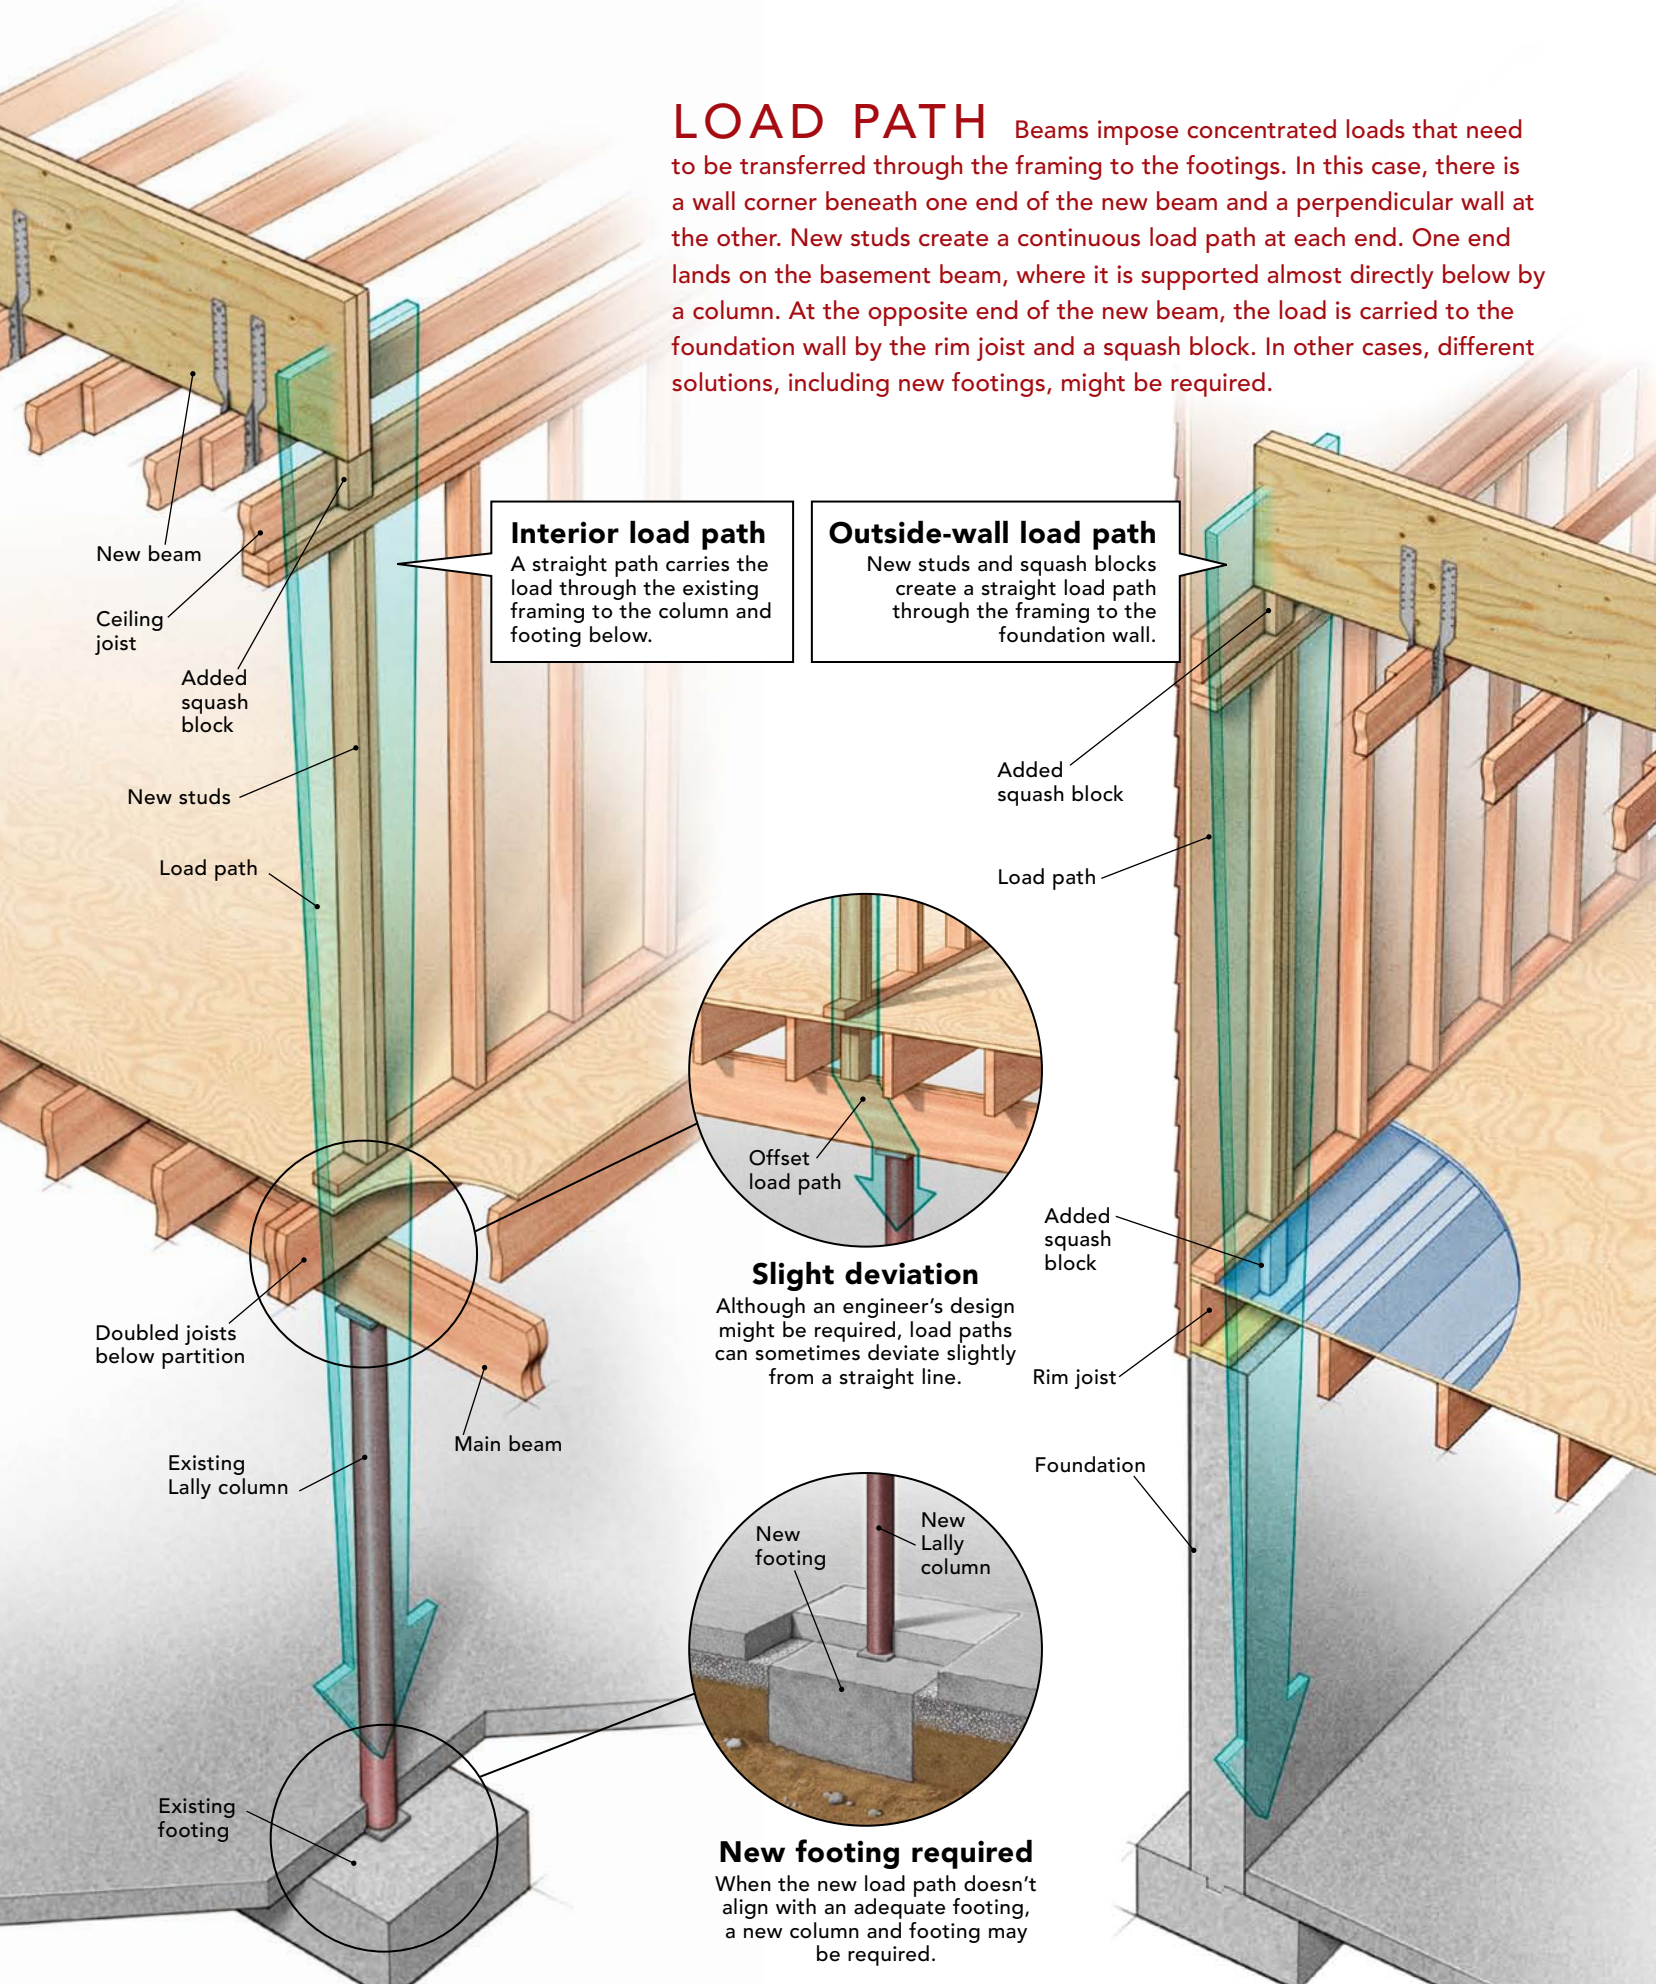 LOAD PATH Beams impose concentrated loads that need
to be transferred through the framing to the footings. In this case, there is
a wall corner beneath one end of the new beam and a perpendicular wall at
the other. New studs create a continuous load path at each end. One end
lands on the basement beam, where it is supported almost directly below by
a column. At the opposite end of the new beam, the load is carried to the
foundation wall by the rim joist and a squash block. In other cases, different
solutions, including new footings, might be required.
New beam
Ceiling
joist
Added
squash
block
New studs
Load path
Interior load path
A straight path carries the
load through the existing
framing to the column and
footing below.
Outside-wall load path
New studs and squash blocks
create a straight load path
through the framing to the
foundation wall.
Added
squash block
Load path
Offset
load path
Slight deviation
Although an engineer’s design
might be required, load paths
can sometimes deviate slightly
from a straight line.
Added
squash
block
Rim joist
Doubled joists
below partition
Main beam
Existing
Lally column
Foundation
New
footing
New
Lally
column
Existing
footing
New footing required
When the new load path doesn’t
align with an adequate footing,
a new column and footing may
be required.